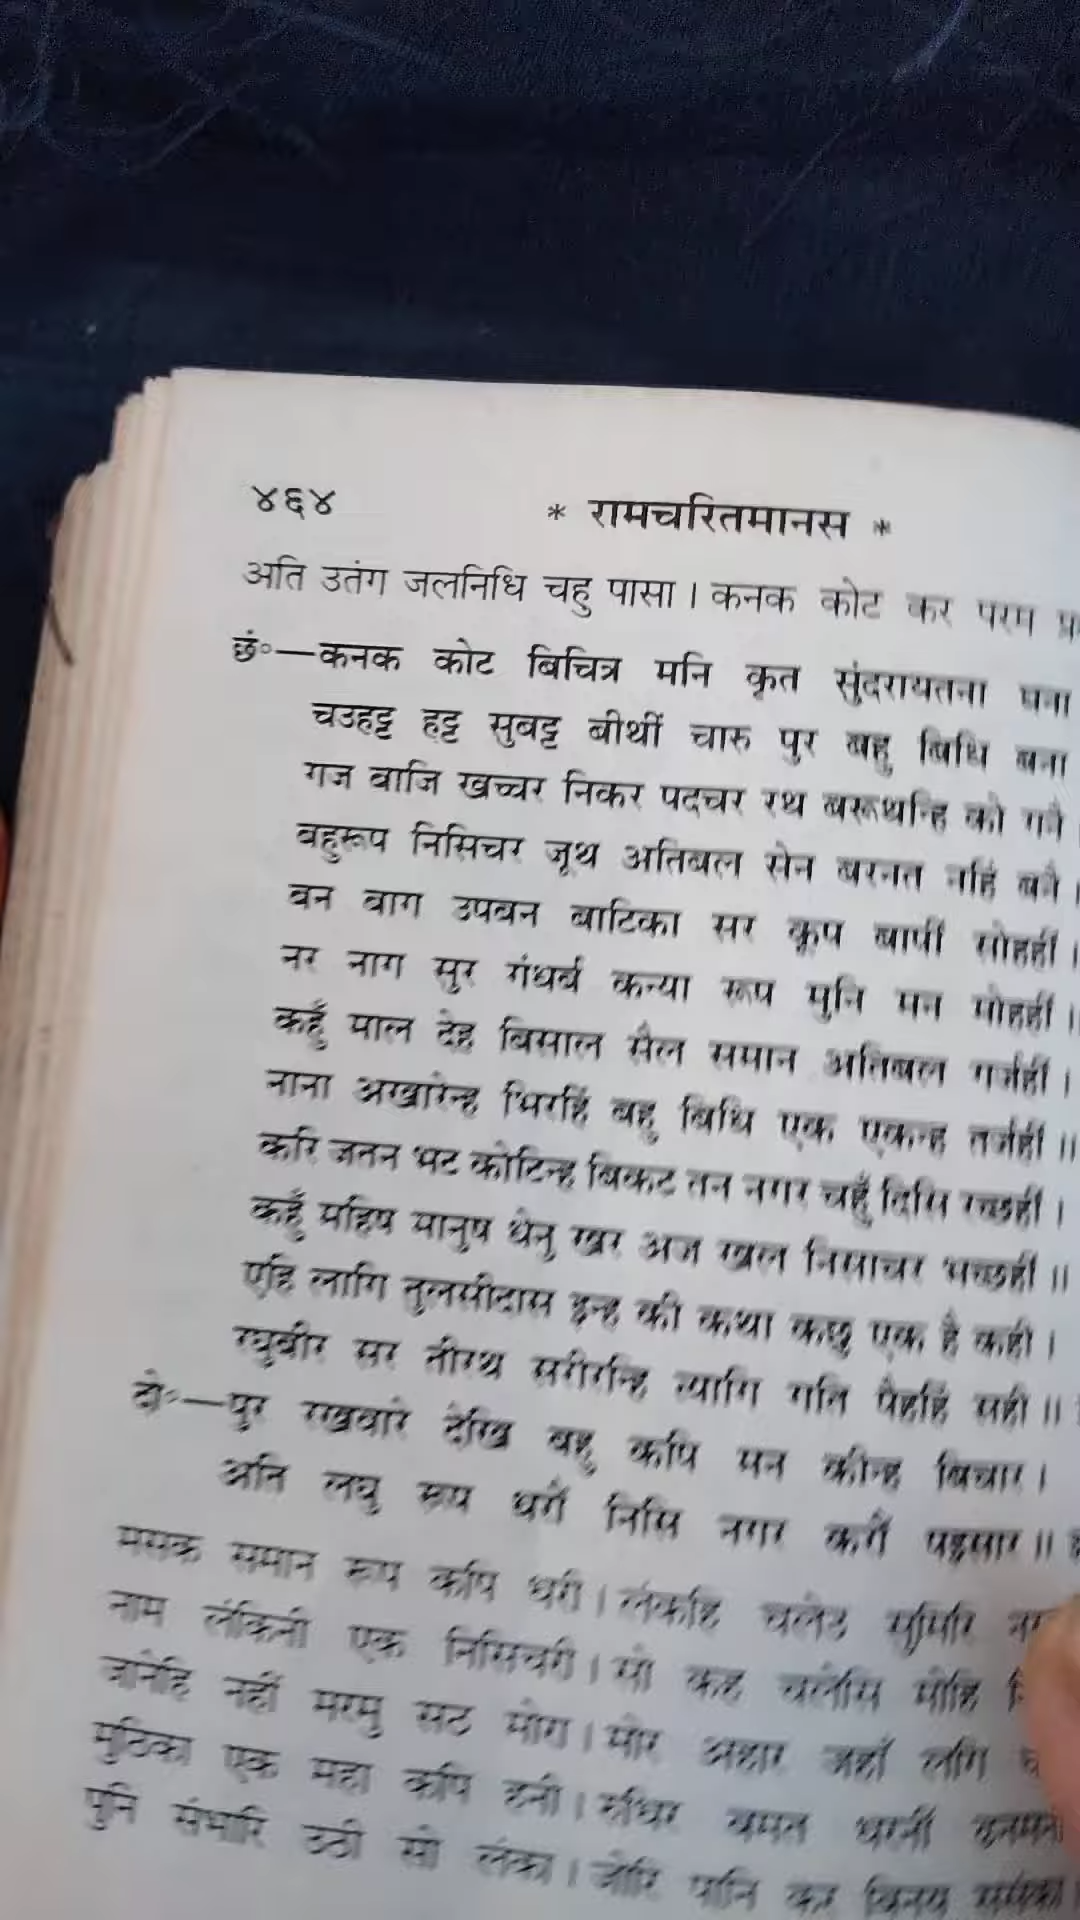 ४६४
* रामचरितमानस *
अति उतंग जलनिधि चहु पासा । कनक कोट कर परम
छं॰—कनक कोट बिचित्र मनि कृत सुंदरायतना घना
चउहट्ट हट्ट सुबट्ट बीथीं चारु पुर बहु बिधि बना
गज बाजि खच्चर निकर पदचर रथ बरूथन्हि को गनै
बहुरूप निसिचर जूथ अतिबल सेन बरनत नहिं बनै ।
बन बाग उपबन बाटिका सर कूप बापीं सोहहीं ।
नर नाग सुर गंधर्ब कन्या रूप मुनि मन मोहहीं ।
कहुँ माल देह बिसाल सैल समान अतिबल गर्जहीं ।
नाना अखारेन्ह भिरहिं बहु बिधि एक एकन्ह तर्जहीं ॥
करि जतन भट कोटिन्ह बिकट तन नगर चहुँ दिसि रच्छहीं ।
कहुँ महिष मानुष धेनु खर अज खल निसाचर भच्छहीं ॥
एहि लागि तुलसीदास इन्ह की कथा कछु एक है कही ।
रघुबीर सर तीरथ सरीरन्हि त्यागि गति पैहहिं सही ॥
दो॰—पुर रखवारे देखि बहु कपि मन कीन्ह बिचार ।
अति लघु रूप धरौं निसि नगर करौं पइसार ॥
मसक समान रूप कपि धरी । लंकहि चलेउ सुमिरि
नाम लंकिनी एक निसिचरी । सो कह चलेसि मोहि
जानेहि नहीं मरमु सठ मोरा । मोर अहार जहाँ लगि
मुठिका एक महा कपि हनी । रुधिर बमत धरनीं ढनमनी
पुनि संभारि उठी सो लंका । जोरि पानि कर बिनय